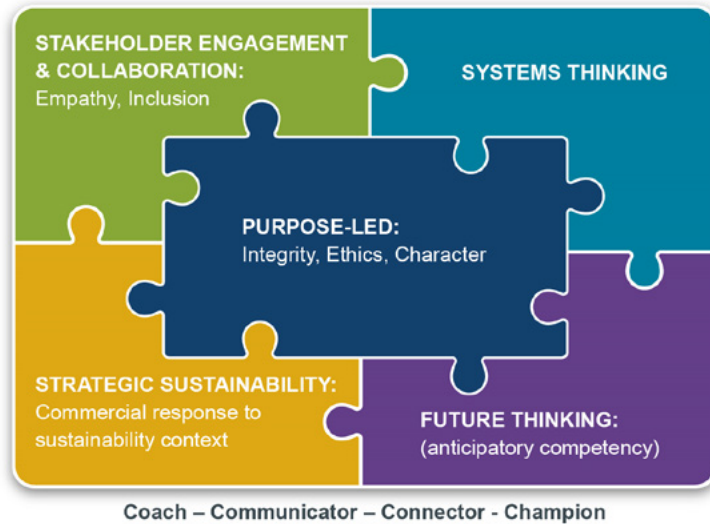 STAKEHOLDER ENGAGEMENT
& COLLABORATION:
Empathy, Inclusion
SYSTEMS THINKING
PURPOSE-LED:
Integrity, Ethics, Character
STRATEGIC SUSTAINABILITY:
Commercial response to
sustainability context
FUTURE THINKING:
(anticipatory competency)
Coach – Communicator – Connector - Champion